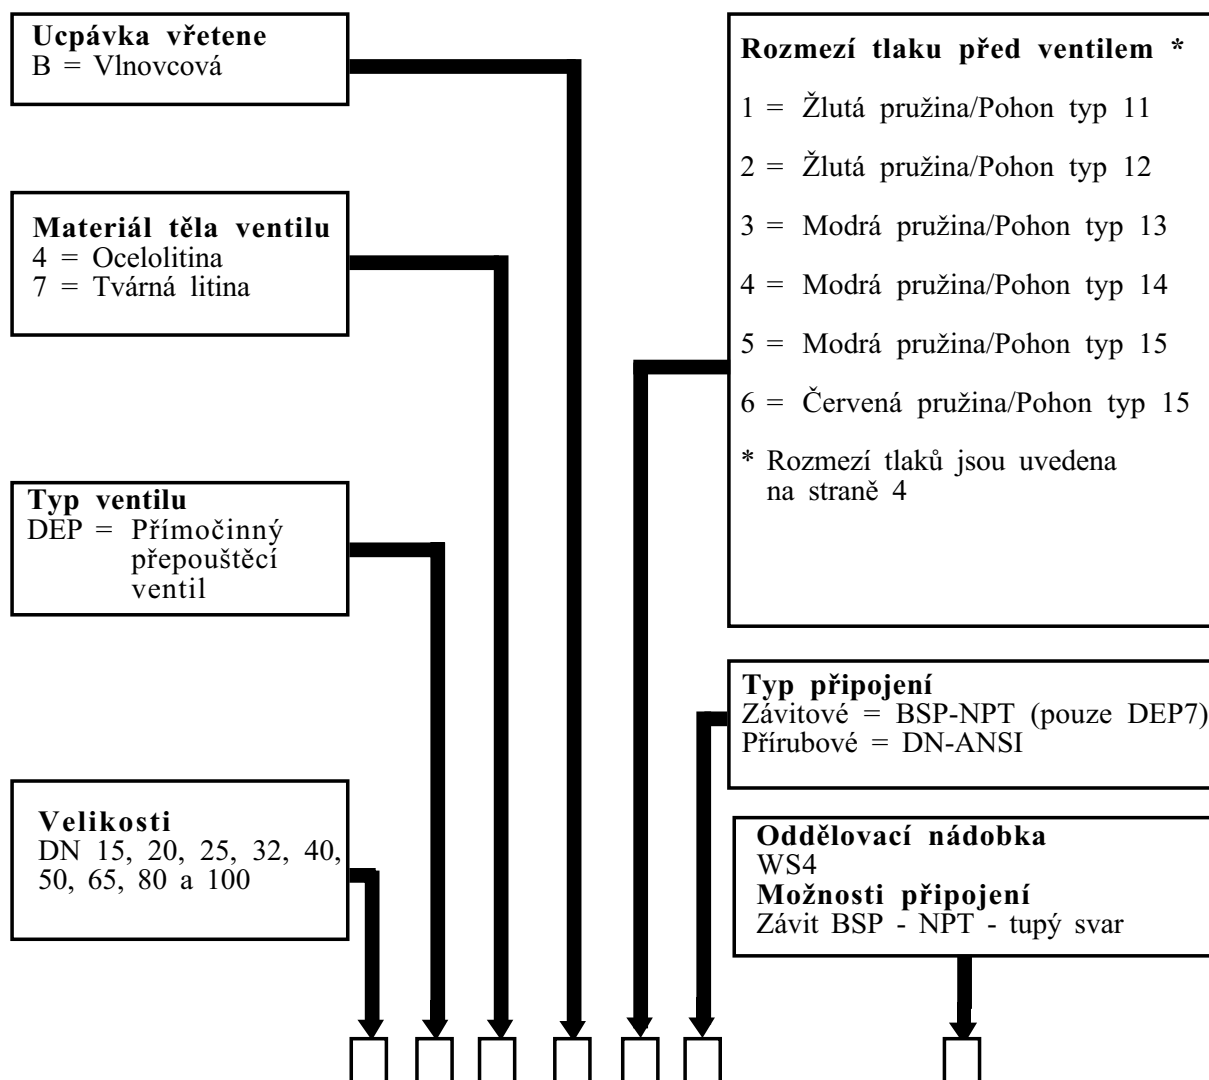 Ucpávka vřetene
B = Vlnovcová
Materiál těla ventilu
4 = Ocelolitina
7 = Tvárná litina
Typ ventilu
DEP = Přímočinný
přepouštěcí
ventil
Velikosti
DN 15, 20, 25, 32, 40,
50, 65, 80 a 100
Rozmezí tlaku před ventilem *
1 = Žlutá pružina/Pohon typ 11
2 = Žlutá pružina/Pohon typ 12
3 = Modrá pružina/Pohon typ 13
4 = Modrá pružina/Pohon typ 14
5 = Modrá pružina/Pohon typ 15
6 = Červená pružina/Pohon typ 15
* Rozmezí tlaků jsou uvedena
na straně 4
Typ připojení
Závitové = BSP-NPT (pouze DEP7)
Přírubové = DN-ANSI
Oddělovací nádobka
WS4
Možnosti připojení
Závit BSP - NPT - tupý svar